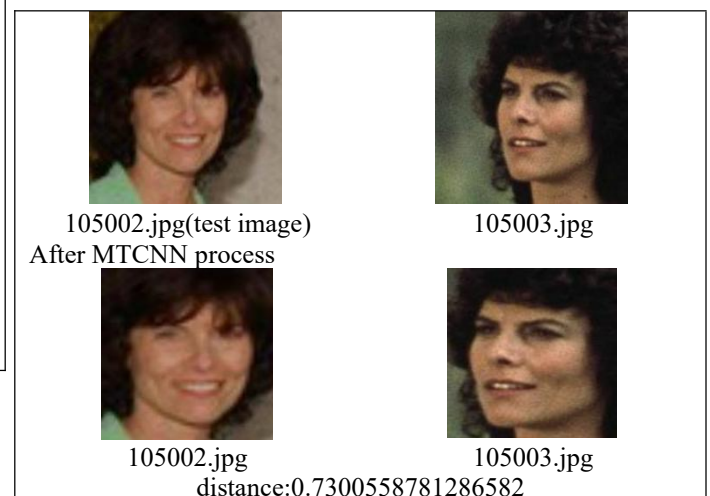 105002.jpg(test image) 105003.jpg
After MTCNN process
105002.jpg 105003.jpg
distance:0.7300558781286582